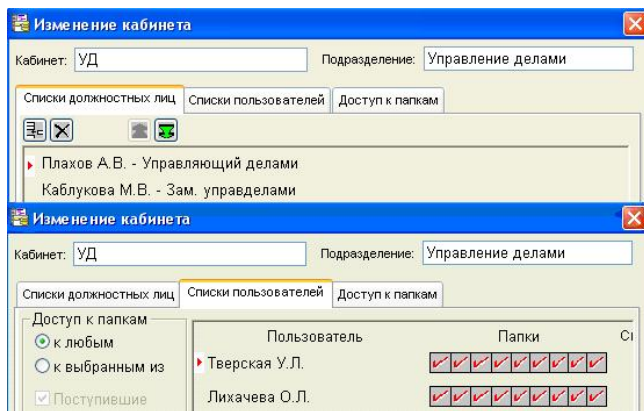 Изменение кабинета
Кабинет: УД Подразделение: Управление делами
Списки должностных лиц Списки пользователей Доступ к папкам
Плахов А.В. - Управляющий делами
Каблукова М.В. - Зам. управделами
Изменение кабинета
Кабинет: УД Подразделение: Управление делами
Списки должностных лиц Списки пользователей Доступ к папкам
Доступ к папкам
Пользователь Папки
к любым
Тверская У.Л.
к выбранным из
Поступившие
Лихачева О.Л.